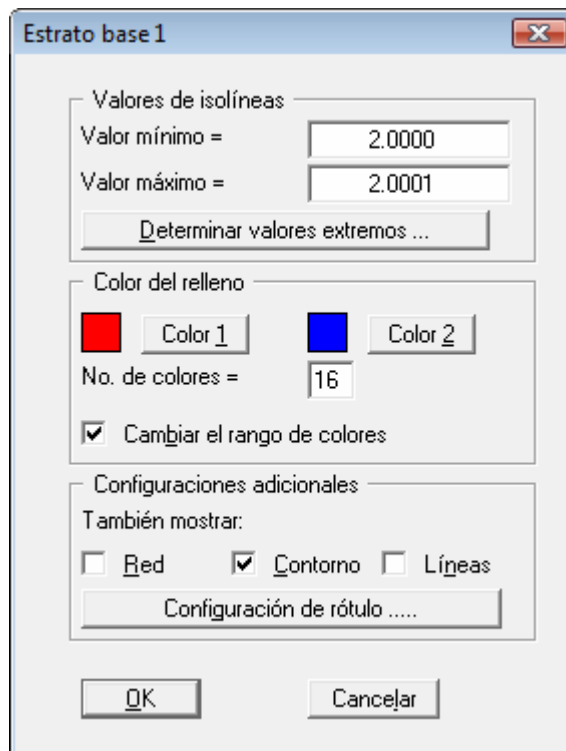 Estrato base 1
Valores de isolíneas
Valor mínimo = 2.0000
Valor máximo = 2.0001
Determinar valores extremos ...
Color del relleno
Color 1 Color 2
No. de colores = 16
Cambiar el rango de colores
Configuraciones adicionales
También mostrar:
Red Contorno Líneas
Configuración de rótulo .....
OK Cancelar